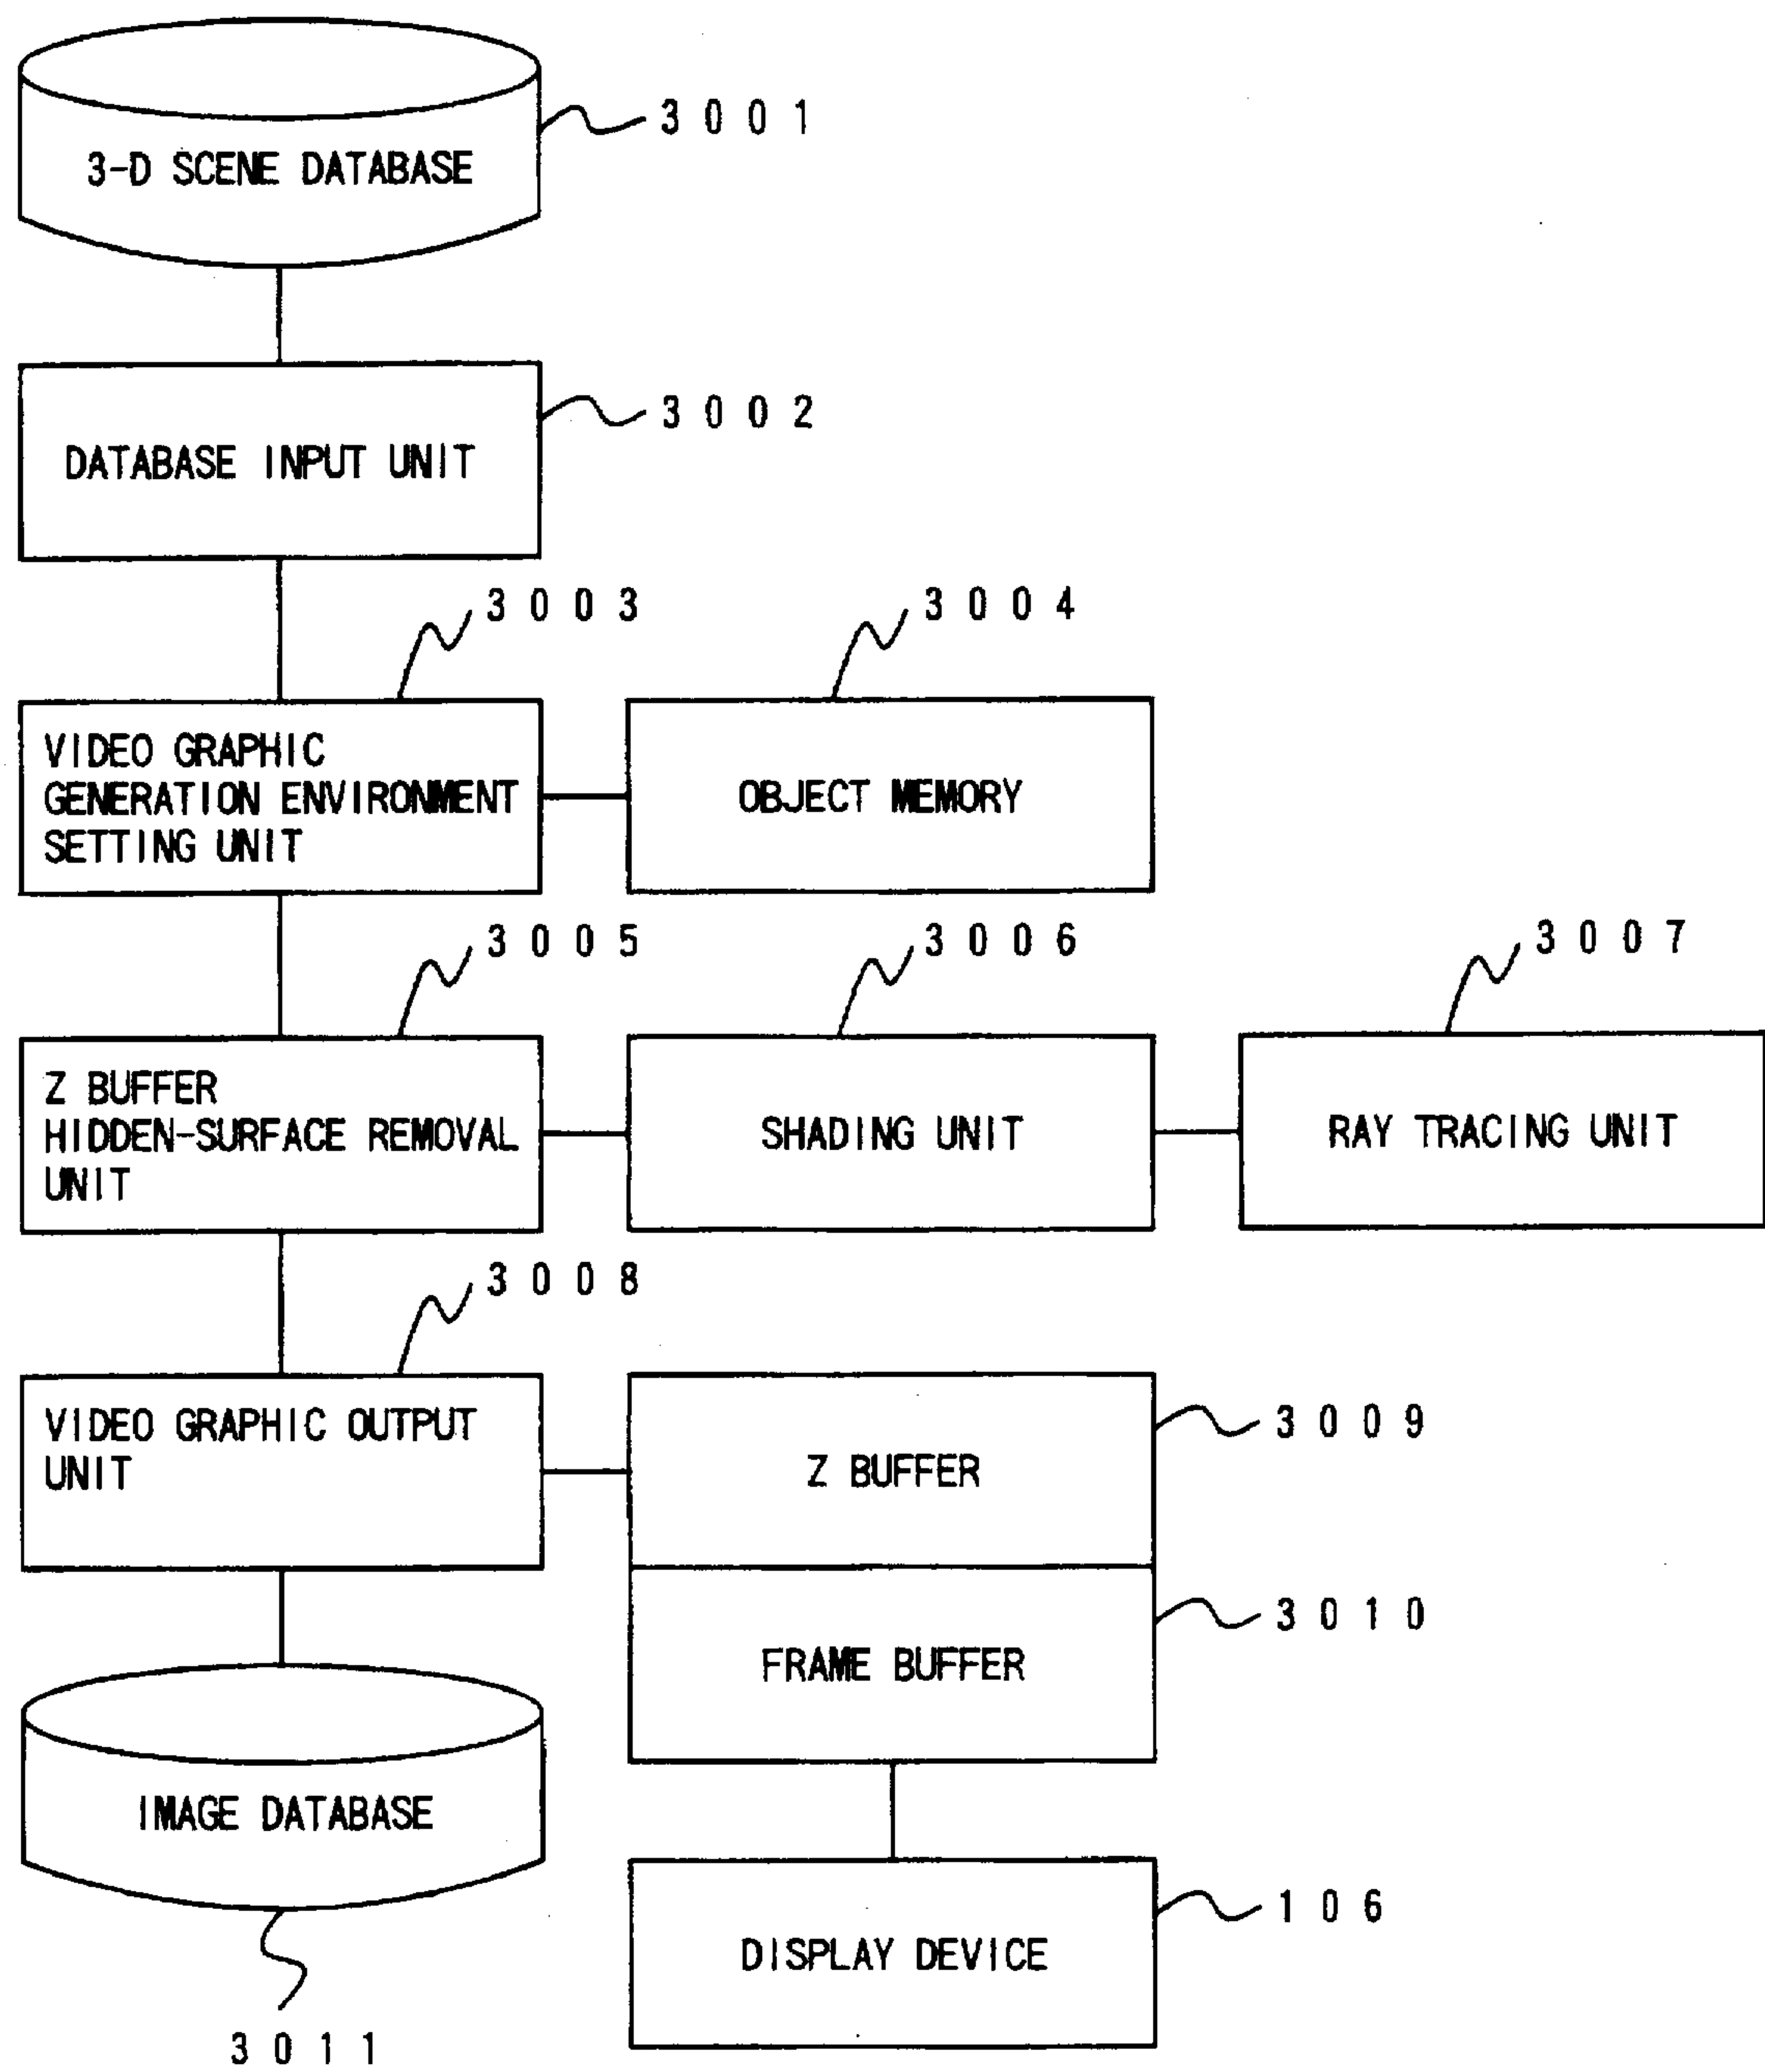 3001
3-D SCENE DATABASE
3002
DATABASE INPUT UNIT
3003
3004
VIDEO GRAPHIC
GENERATION ENVIRONMENT
SETTING UNIT
OBJECT MEMORY
3005
3006
3007
Z BUFFER
HIDDEN-SURFACE REMOVAL
UNIT
SHADING UNIT
RAY TRACING UNIT
3008
VIDEO GRAPHIC OUTPUT
UNIT
3009
Z BUFFER
3010
FRAME BUFFER
IMAGE DATABASE
106
DISPLAY DEVICE
3011